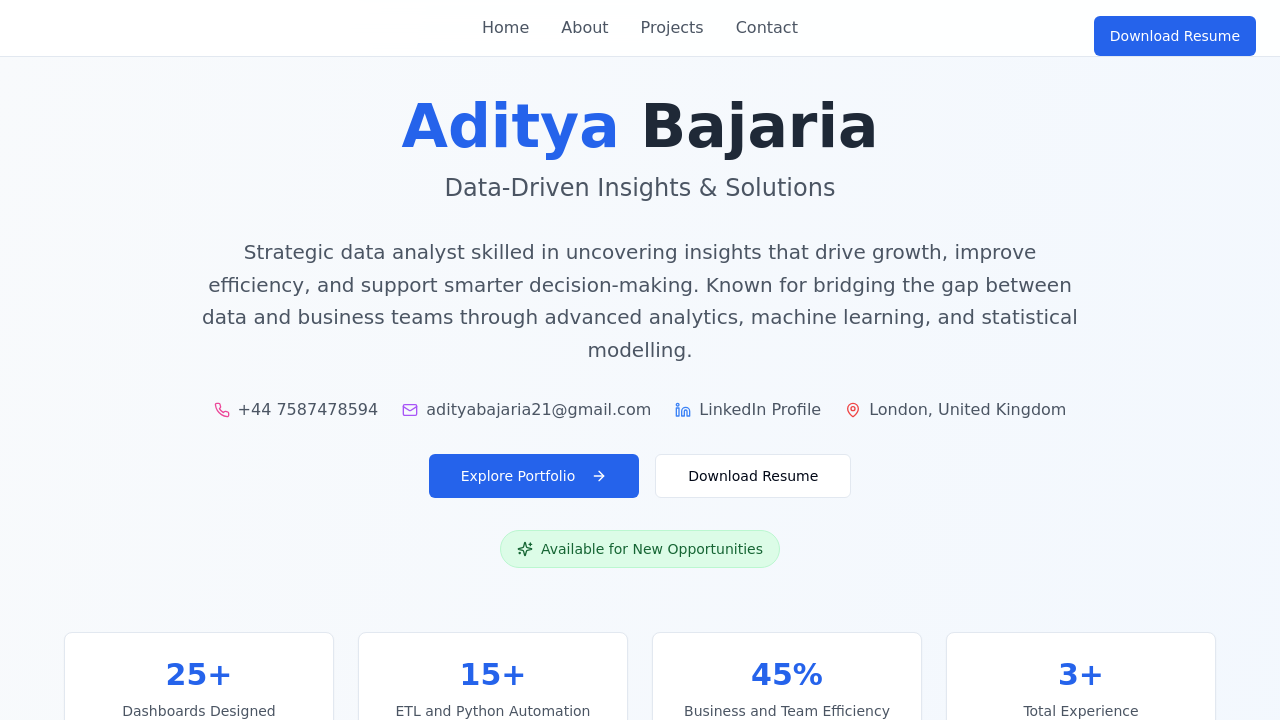 Home About Projects Contact
Download Resume
Aditya Bajaria
Data-Driven Insights & Solutions
Strategic data analyst skilled in uncovering insights that drive growth, improve
efficiency, and support smarter decision-making. Known for bridging the gap between
data and business teams through advanced analytics, machine learning, and statistical
modelling.
+44 7587478594 adityabajaria21@gmail.com LinkedIn Profile London, United Kingdom
Explore Portfolio Download Resume
Available for New Opportunities
25+ 15+ 45% 3+
Dashboards Designed ETL and Python Automation Business and Team Efficiency Total Experience